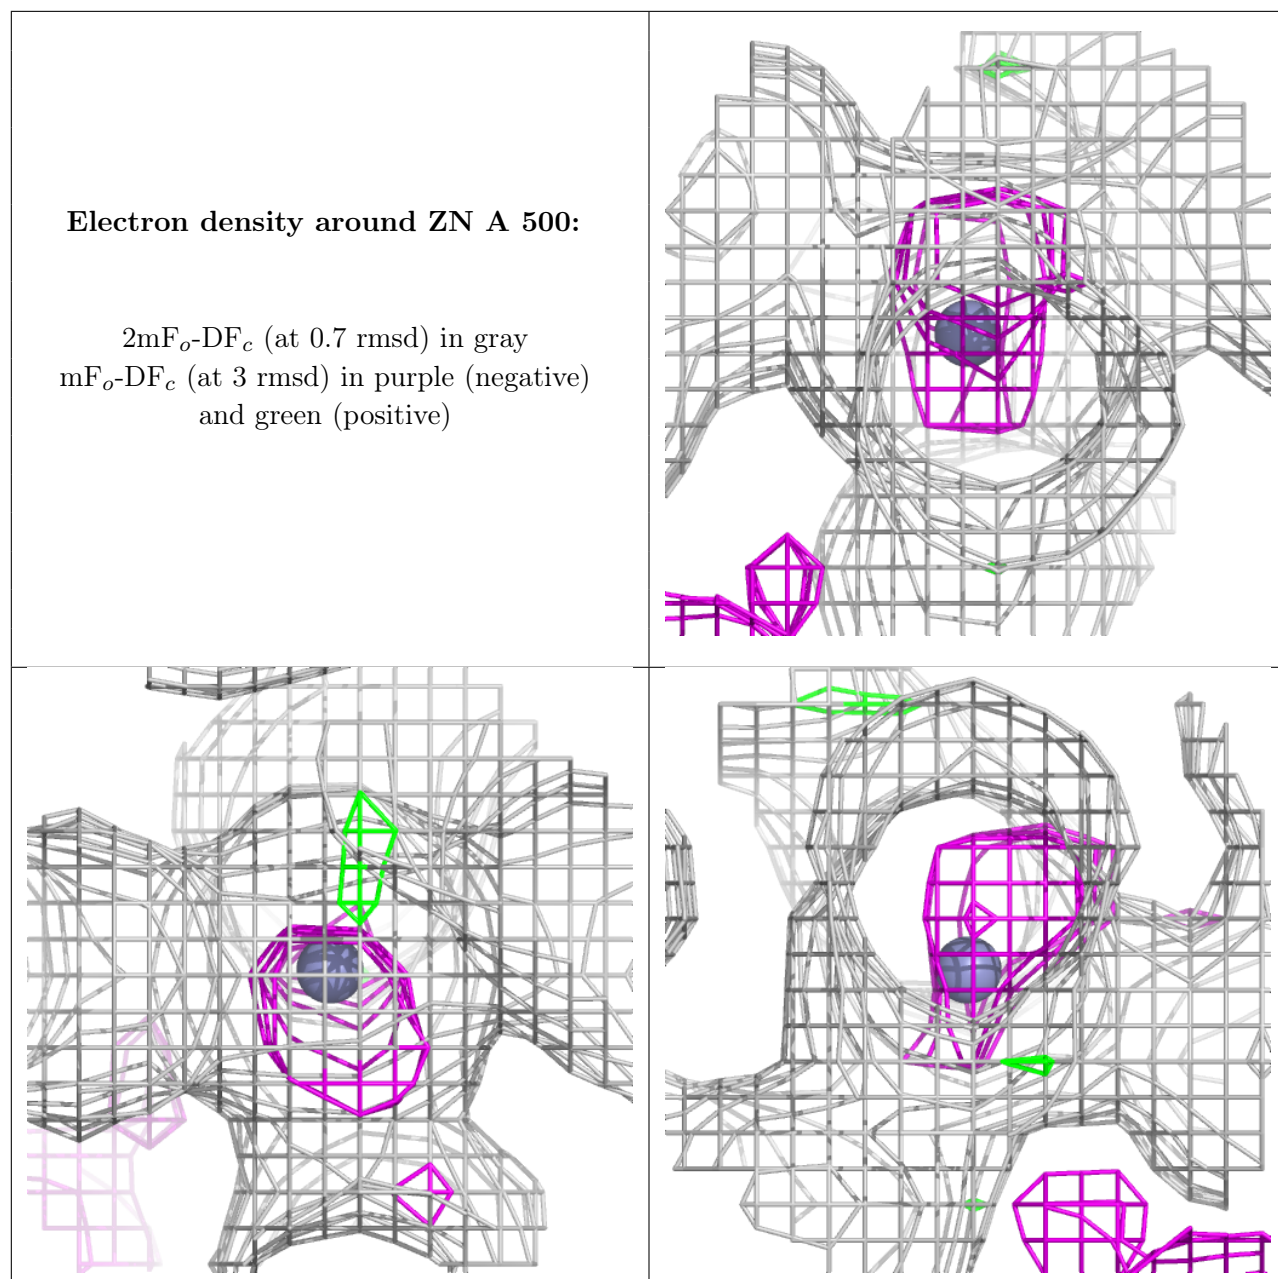 Electron density around ZN A 500:
2mFo-DFc (at 0.7 rmsd) in gray
mFo-DFc (at 3 rmsd) in purple (negative)
and green (positive)